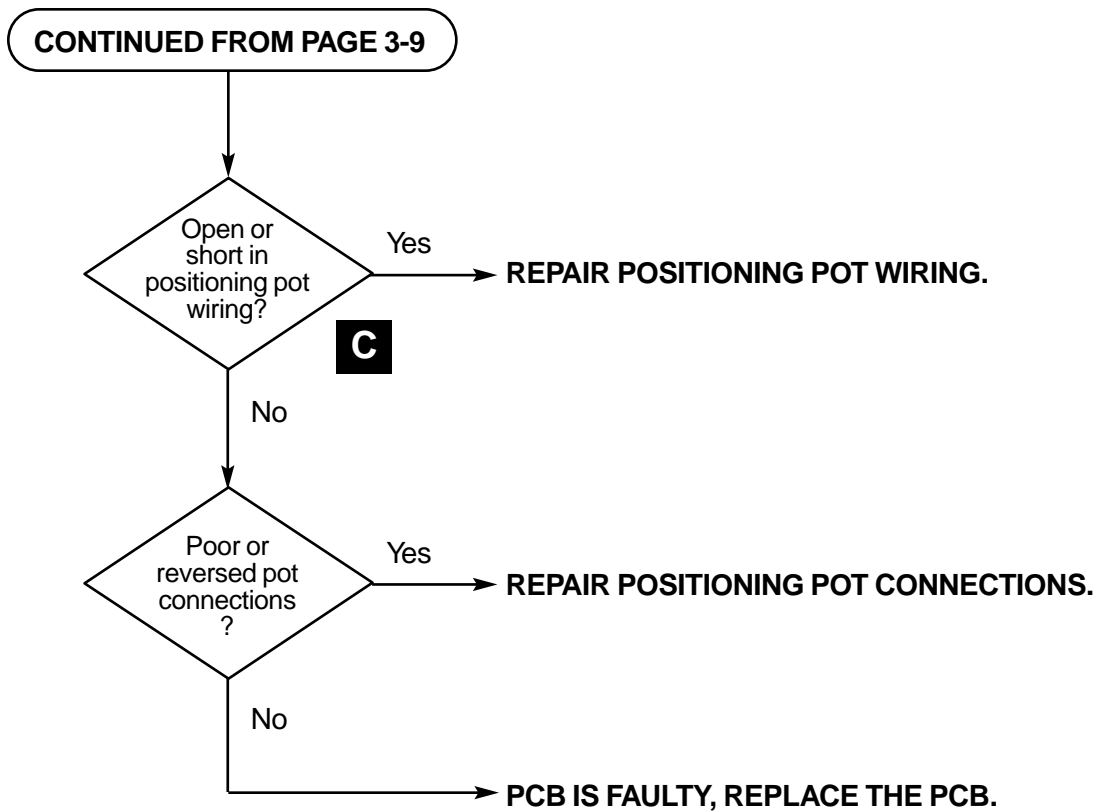 CONTINUED FROM PAGE 3-9
Open or
short in
positioning pot
wiring?
Yes
REPAIR POSITIONING POT WIRING.
C
No
Poor or
reversed pot
connections
?
Yes
REPAIR POSITIONING POT CONNECTIONS.
No
PCB IS FAULTY, REPLACE THE PCB.